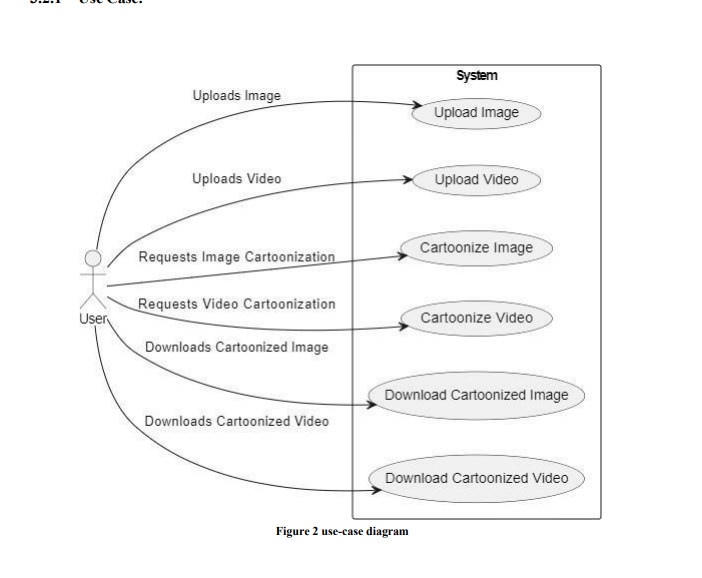 3.2.1 Use Case:
System
Uploads Image
Upload Image
Uploads Video
Upload Video
Cartoonize Image
Requests Image Cartoonization
Requests Video Cartoonization
Cartoonize Video
User
Downloads Cartoonized Image
Download Cartoonized Image
Downloads Cartoonized Video
Download Cartoonized Video
Figure 2 use-case diagram